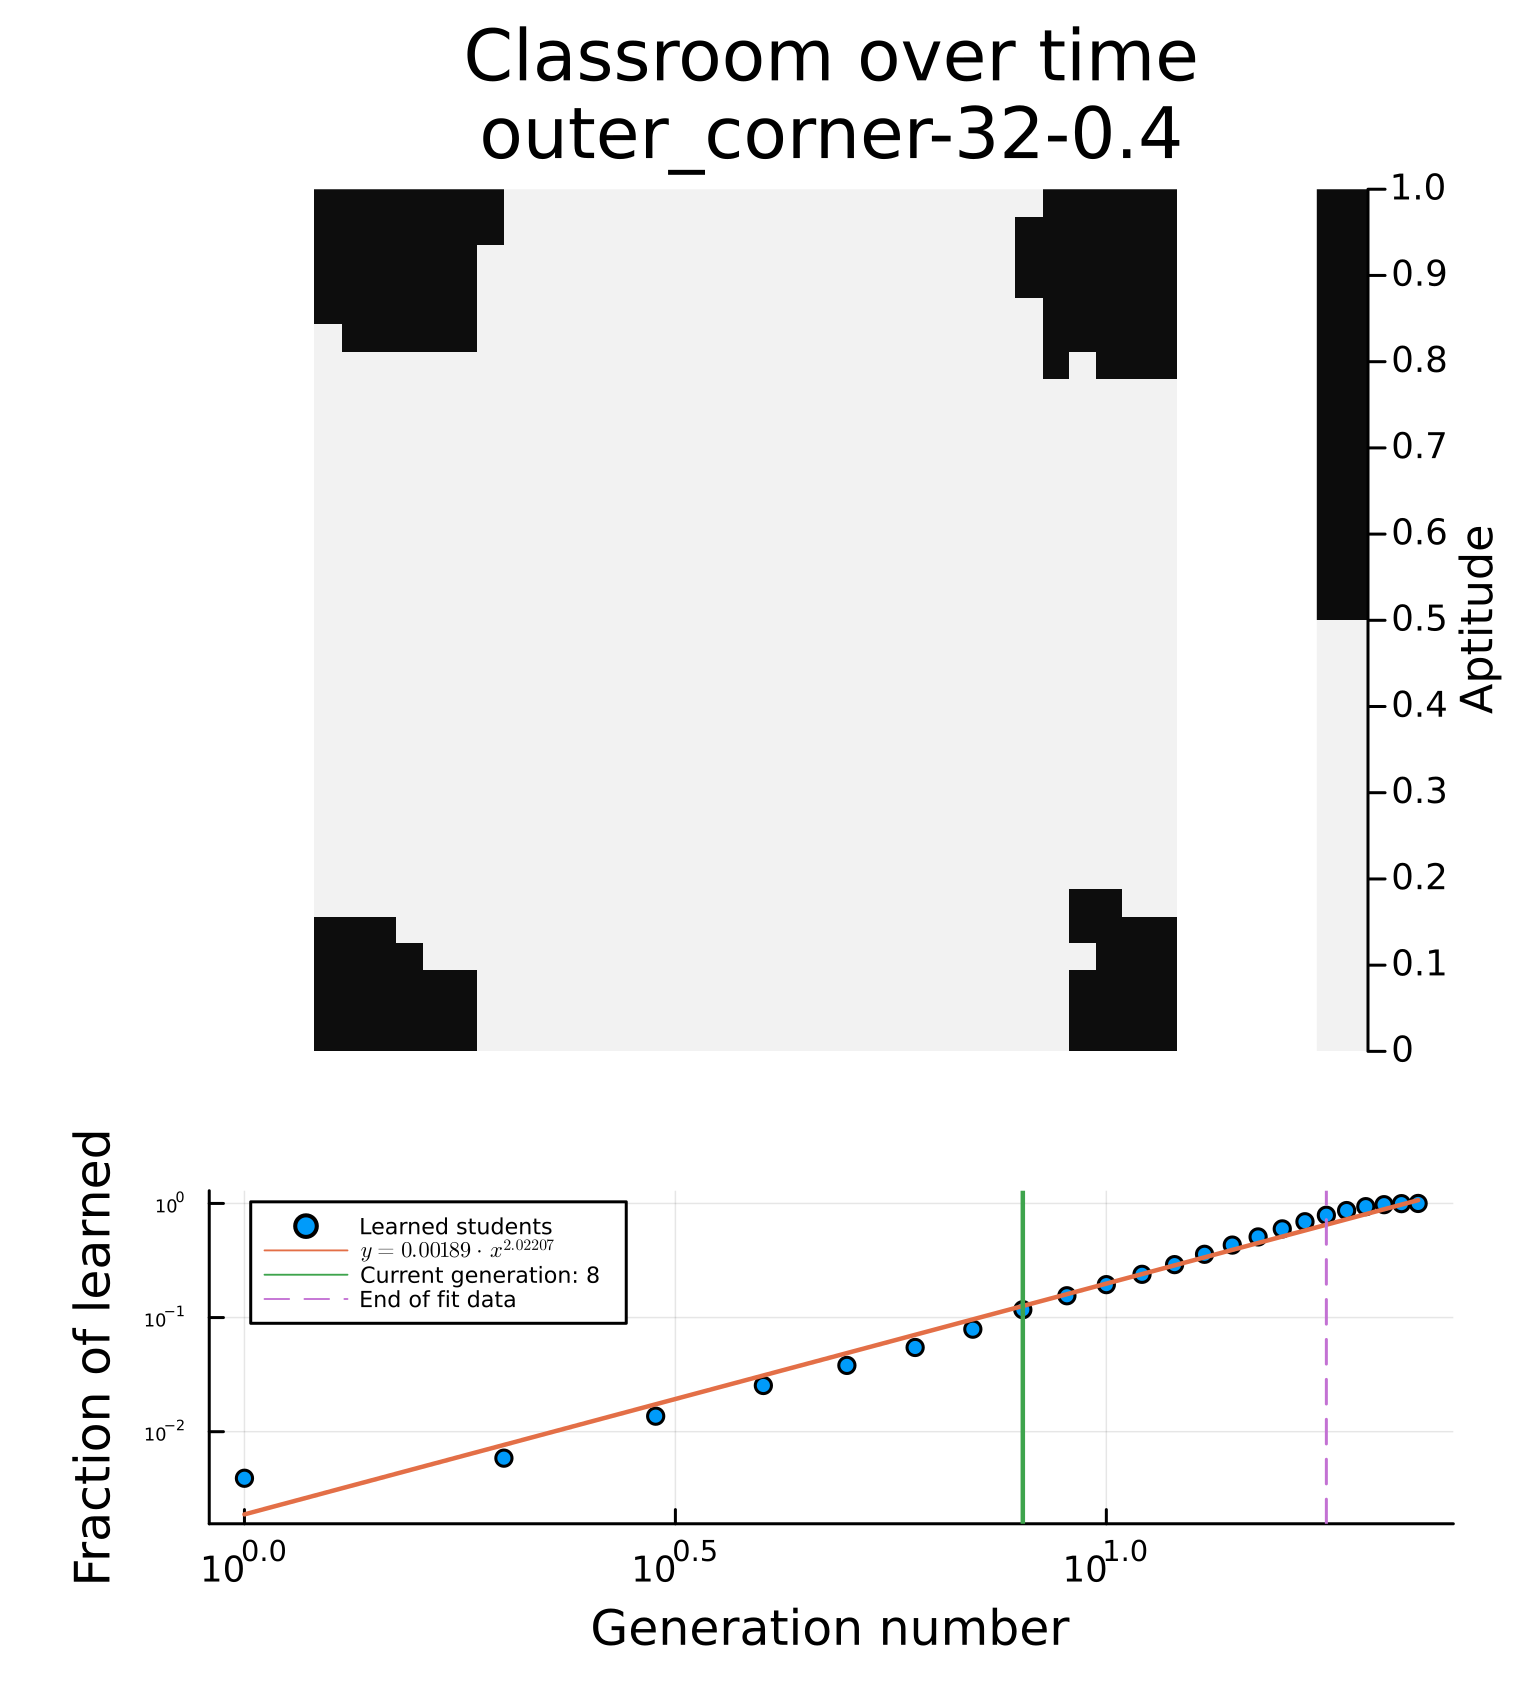 Classroom over time
outer_corner-32-0.4
1.0
0.9
0.8
0.7
0.6
0.5
0.4
0.3
0.2
0.1
0
Aptitude
Fraction of learned
10⁰
10⁻¹
10⁻²
Learned students
y = 0.00189 · x^2.02207
Current generation: 8
End of fit data
10^0.0
10^0.5
10^1.0
Generation number